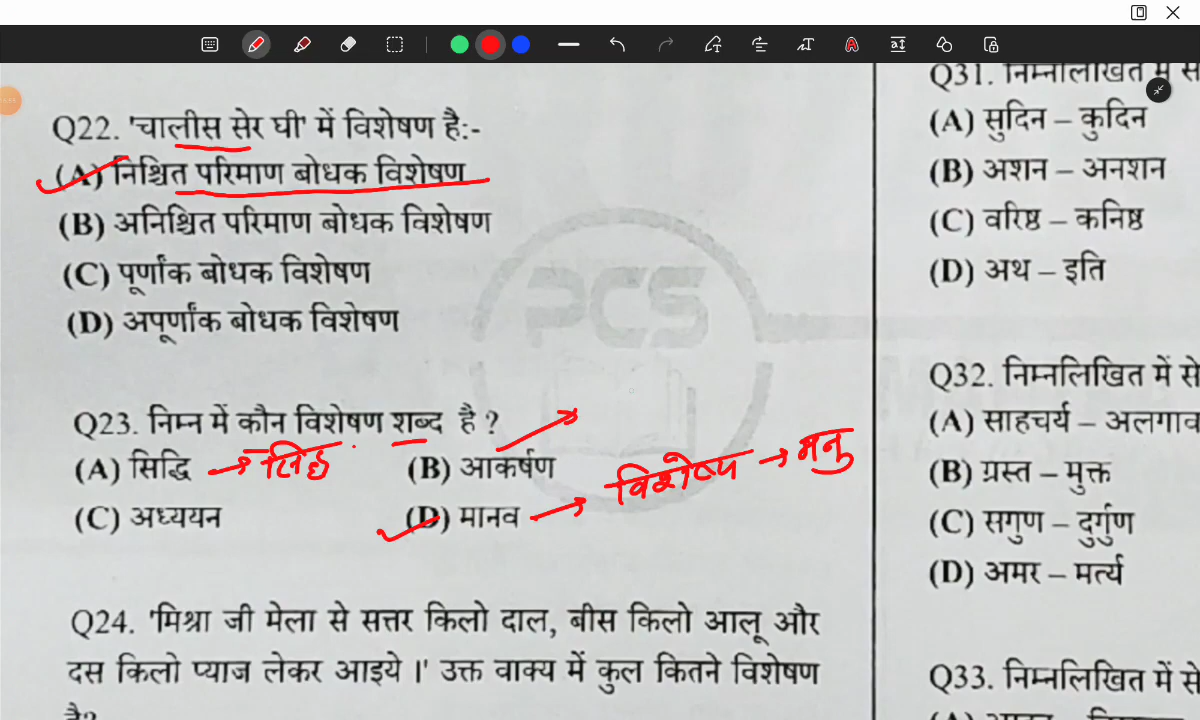 Q22. 'चालीस सेर घी' में विशेषण है:-
(A) निश्चित परिमाण बोधक विशेषण
(B) अनिश्चित परिमाण बोधक विशेषण
(C) पूर्णांक बोधक विशेषण
(D) अपूर्णांक बोधक विशेषण
PCS
Q23. निम्न में कौन विशेषण शब्द है ?
(A) सिद्धि → सिद्ध
(B) आकर्षण
(C) अध्ययन
(D) मानव → विशेष्य → मनु
Q24. 'मिश्रा जी मेला से सत्तर किलो दाल, बीस किलो आलू और
दस किलो प्याज लेकर आइये ।' उक्त वाक्य में कुल कितने विशेषण
है?
Q31. निम्नलिखित में से
(A) सुदिन – कुदिन
(B) अशन – अनशन
(C) वरिष्ठ – कनिष्ठ
(D) अथ – इति
Q32. निम्नलिखित में से
(A) साहचर्य – अलगाव
(B) ग्रस्त – मुक्त
(C) सगुण – दुर्गुण
(D) अमर – मर्त्य
Q33. निम्नलिखित में से